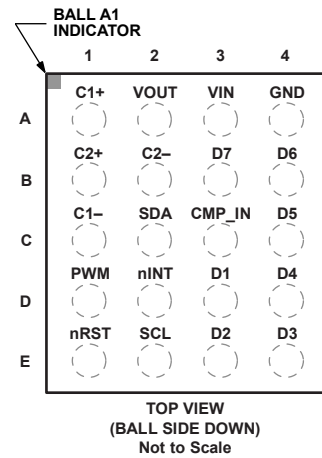 BALL A1
INDICATOR
1 2 3 4
C1+ VOUT VIN GND
A
C2+ C2– D7 D6
B
C1– SDA CMP_IN D5
C
PWM nINT D1 D4
D
nRST SCL D2 D3
E
TOP VIEW
(BALL SIDE DOWN)
Not to Scale